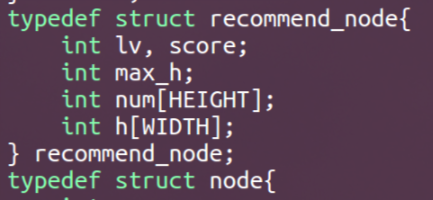 typedef struct recommend_node{
    int lv, score;
    int max_h;
    int num[HEIGHT];
    int h[WIDTH];
} recommend_node;
typedef struct node{